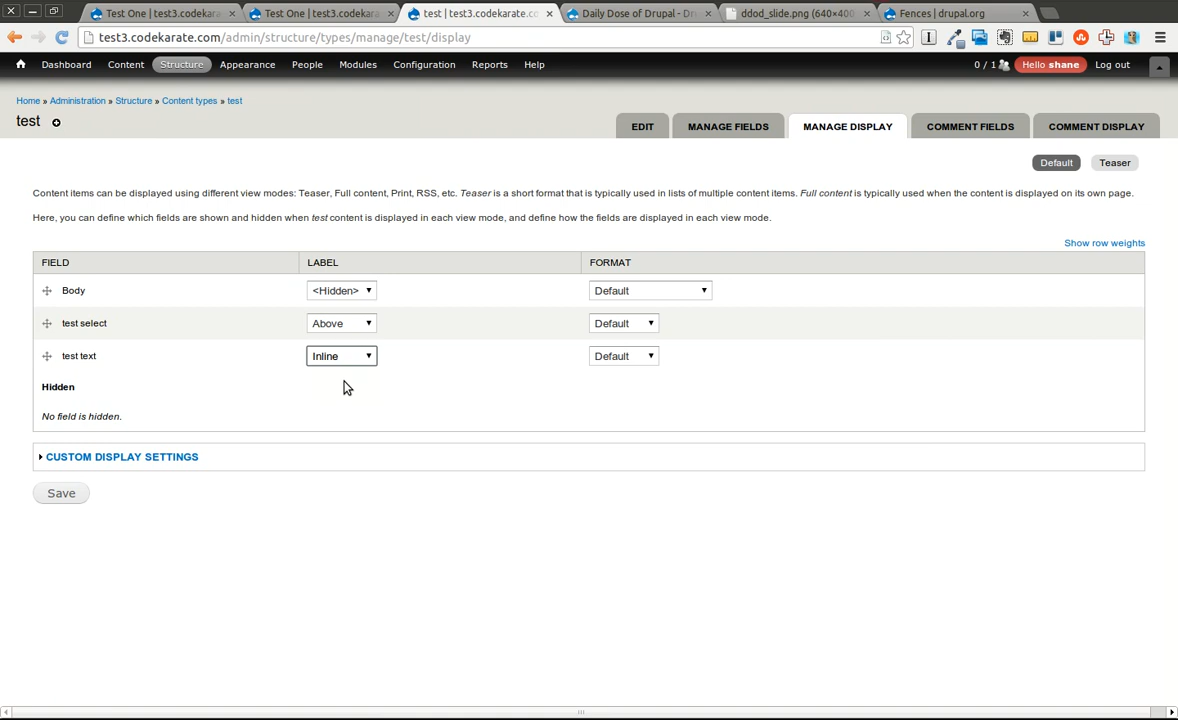 Test One | test3.codekara
Test One | test3.codekara
test | test3.codekarate.co
Daily Dose of Drupal - Dr
ddod_slide.png (640×400
Fences | drupal.org
test3.codekarate.com/admin/structure/types/manage/test/display
Dashboard Content Structure Appearance People Modules Configuration Reports Help 0 / 1 Hello shane Log out
Home » Administration » Structure » Content types » test
test
EDIT MANAGE FIELDS MANAGE DISPLAY COMMENT FIELDS COMMENT DISPLAY
Default Teaser
Content items can be displayed using different view modes: Teaser, Full content, Print, RSS, etc. Teaser is a short format that is typically used in lists of multiple content items. Full content is typically used when the content is displayed on its own page.
Here, you can define which fields are shown and hidden when test content is displayed in each view mode, and define how the fields are displayed in each view mode.
Show row weights
FIELD LABEL FORMAT
Body <Hidden> Default
test select Above Default
test text Inline Default
Hidden
No field is hidden.
CUSTOM DISPLAY SETTINGS
Save